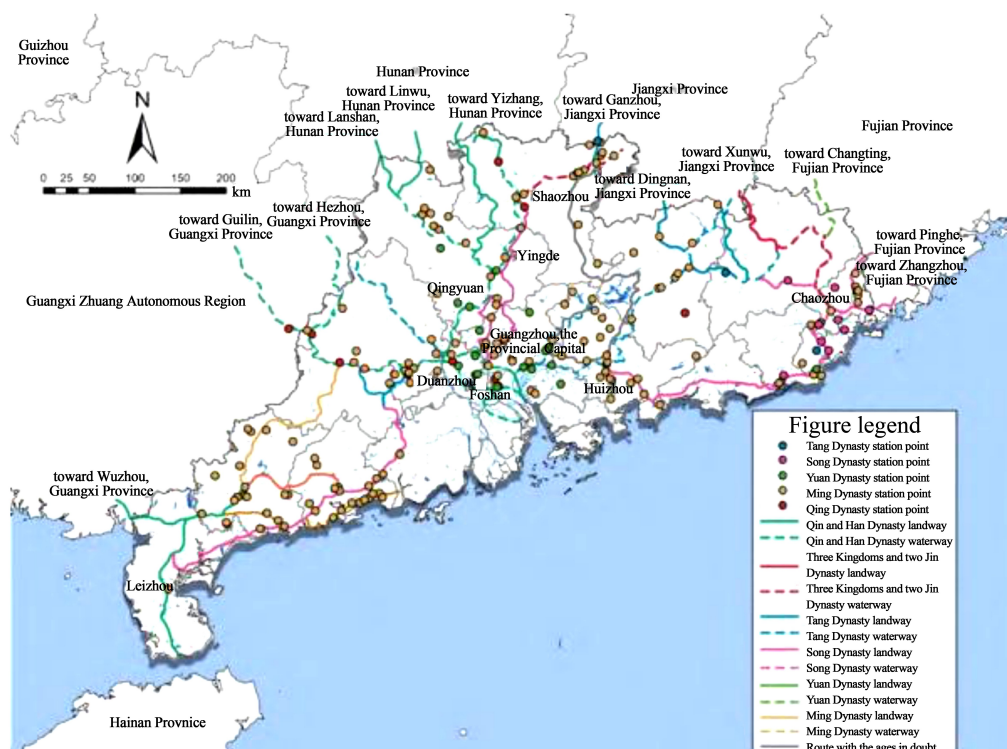 Guizhou
Province
Hunan Province
toward Linwu,
Hunan Province
toward Lanshan,
Hunan Province
toward Yizhang,
Hunan Province
toward Ganzhou,
Jiangxi Province
Jiangxi Province
Fujian Province
toward Xunwu,
Jiangxi Province
toward Changting,
Fujian Province
toward Dingnan,
Jiangxi Province
N
0 25 50 100 150 200
km
toward Hezhou,
Guangxi Province
toward Guilin,
Guangxi Province
Shaozhou
toward Pinghe,
Fujian Province
toward Zhangzhou,
Fujian Province
Yingde
Qingyuan
Guangxi Zhuang Autonomous Region
Chaozhou
Guangzhou,the
Provincial Capital
Duanzhou
Foshan
Huizhou
toward Wuzhou,
Guangxi Province
Leizhou
Hainan Provnice
Figure legend
Tang Dynasty station point
Song Dynasty station point
Yuan Dynasty station point
Ming Dynasty station point
Qing Dynasty station point
Qin and Han Dynasty landway
Qin and Han Dynasty waterway
Three Kingdoms and two Jin
Dynasty landway
Three Kingdoms and two Jin
Dynasty waterway
Tang Dynasty landway
Tang Dynasty waterway
Song Dynasty landway
Song Dynasty waterway
Yuan Dynasty landway
Yuan Dynasty waterway
Ming Dynasty landway
Ming Dynasty waterway
Route with the ages in doubt